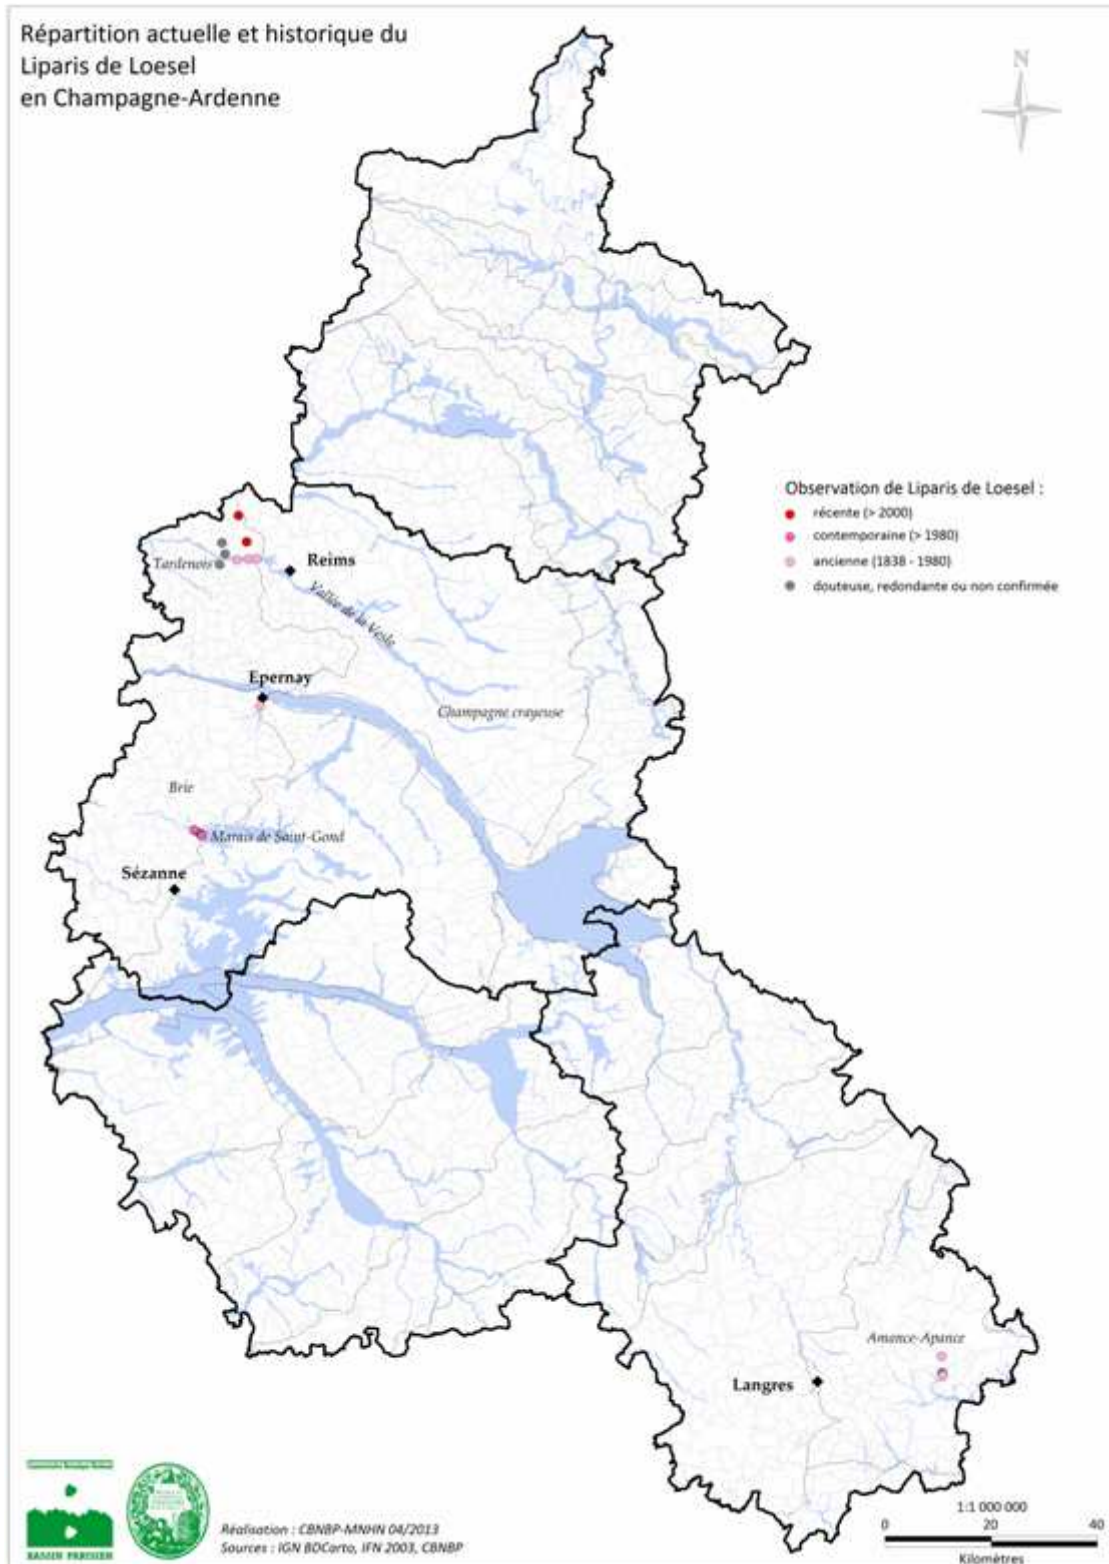 Répartition actuelle et historique du
Liparis de Loesel
en Champagne-Ardenne
N
Observation de Liparis de Loesel :
récente (> 2000)
contemporaine (> 1980)
ancienne (1838 - 1980)
douteuse, redondante ou non confirmée
Tardenois
Reims
Vallée de la Vesle
Epernay
Champagne crayeuse
Brie
Marais de Saint-Gond
Sézanne
Amance-Apance
Langres
BASSIN PARISIEN
Réalisation : CBNBP-MNHN 04/2013
Sources : IGN BDCarto, IFN 2003, CBNBP
1:1 000 000
0 20 40
Kilomètres